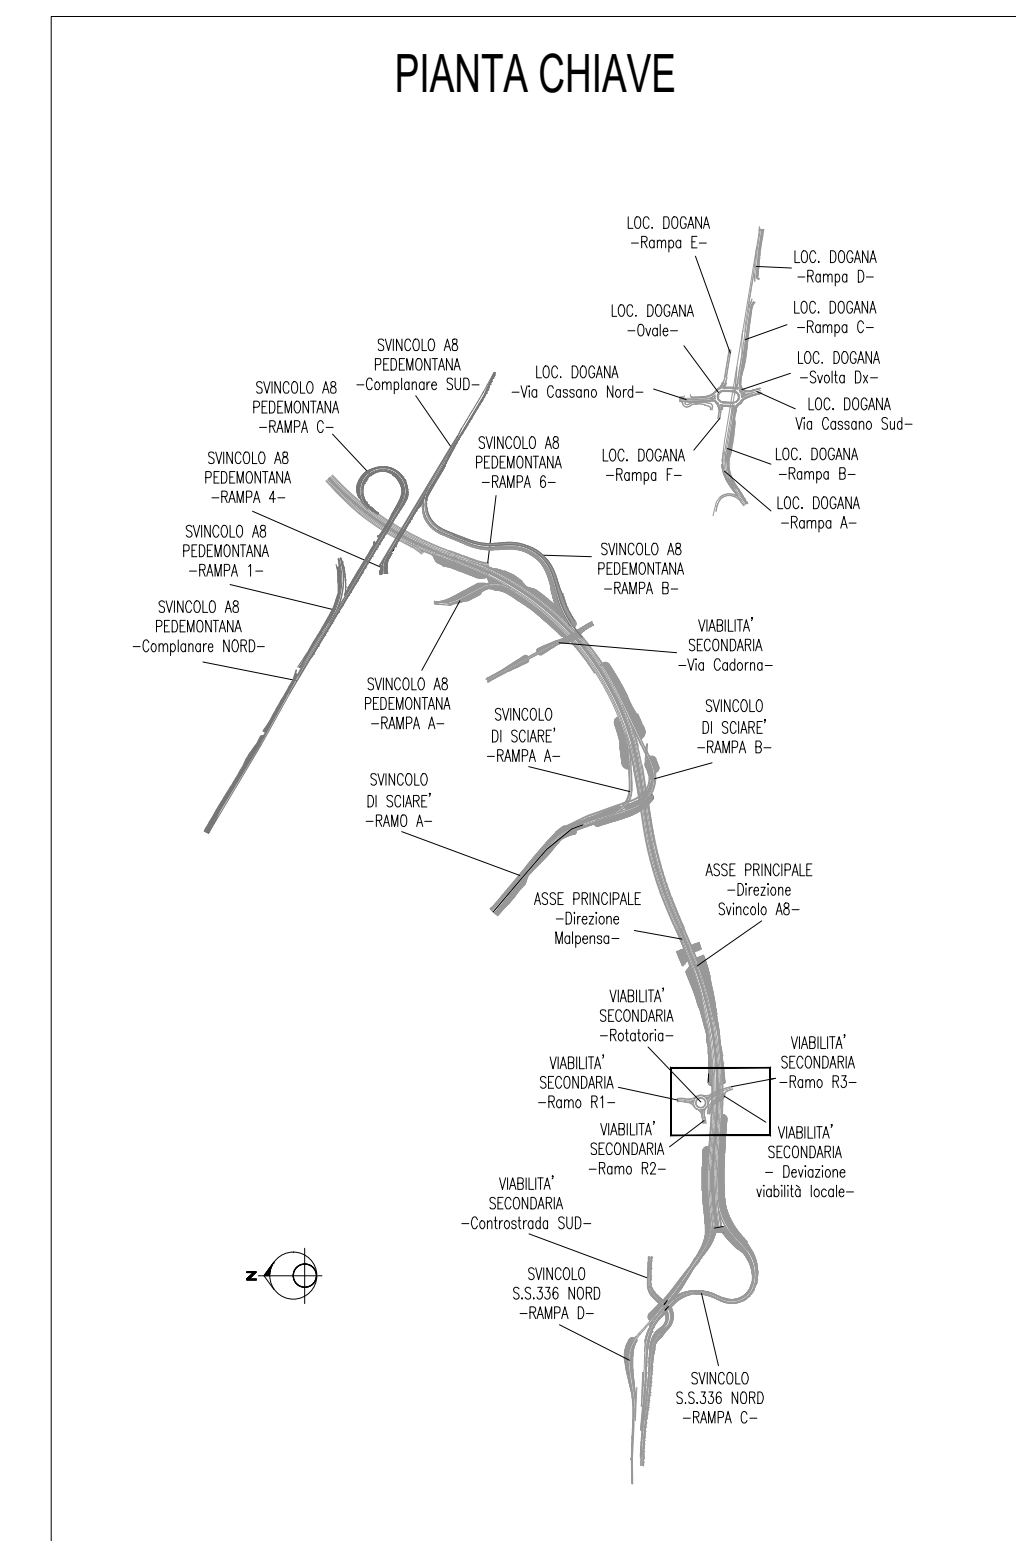 PIANTA CHIAVE
LOC. DOGANA
-Rampa E-
LOC. DOGANA
-Rampa D-
LOC. DOGANA
-Ovale-
LOC. DOGANA
-Rampa C-
SVINCOLO A8
PEDEMONTANA
-Complanare SUD-
LOC. DOGANA
-Svolta Dx-
LOC. DOGANA
-Via Cassano Nord-
SVINCOLO A8
PEDEMONTANA
-RAMPA C-
LOC. DOGANA
Via Cassano Sud-
SVINCOLO A8
PEDEMONTANA
-RAMPA 6-
LOC. DOGANA
-Rampa F-
LOC. DOGANA
-Rampa B-
SVINCOLO A8
PEDEMONTANA
-RAMPA 4-
LOC. DOGANA
-Rampa A-
SVINCOLO A8
PEDEMONTANA
-RAMPA 1-
SVINCOLO A8
PEDEMONTANA
-RAMPA B-
SVINCOLO A8
PEDEMONTANA
-Complanare NORD-
VIABILITA'
SECONDARIA
-Via Cadorna-
SVINCOLO A8
PEDEMONTANA
-RAMPA A-
SVINCOLO
DI SCIARE'
-RAMPA A-
SVINCOLO
DI SCIARE'
-RAMPA B-
SVINCOLO
DI SCIARE'
-RAMO A-
ASSE PRINCIPALE
-Direzione
Svincolo A8-
ASSE PRINCIPALE
-Direzione
Malpensa-
VIABILITA'
SECONDARIA
-Rotatoria-
VIABILITA'
SECONDARIA
-Ramo R3-
VIABILITA'
SECONDARIA
-Ramo R1-
VIABILITA'
SECONDARIA
-Ramo R2-
VIABILITA'
SECONDARIA
- Deviazione
viabilità locale-
VIABILITA'
SECONDARIA
-Controstrada SUD-
N
SVINCOLO
S.S.336 NORD
-RAMPA D-
SVINCOLO
S.S.336 NORD
-RAMPA C-